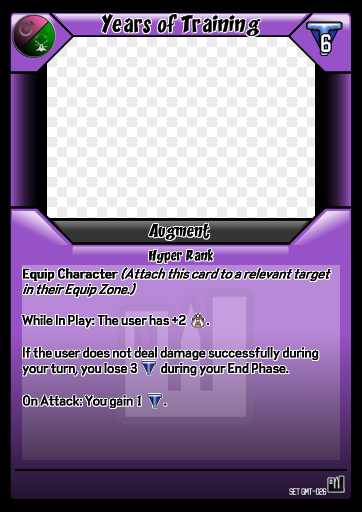 Years of Training
6
Augment
Hyper Rank
Equip Character (Attach this card to a relevant target
in their Equip Zone.)
While In Play: The user has +2 .
If the user does not deal damage successfully during
your turn, you lose 3 during your End Phase.
On Attack: You gain 1 .
SET GMT-026